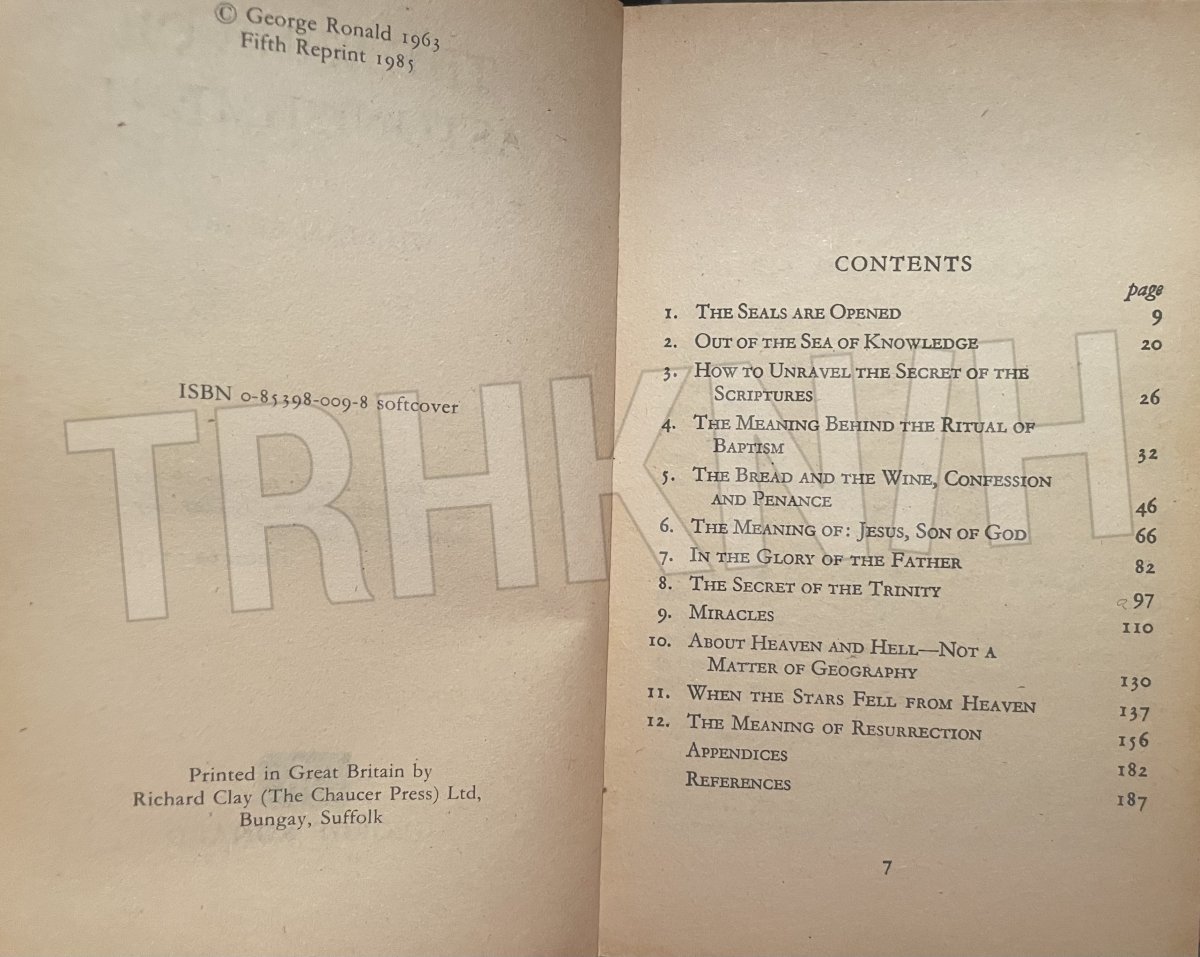 © George Ronald 1963
Fifth Reprint 1985
ISBN 0-85398-009-8 softcover
Printed in Great Britain by
Richard Clay (The Chaucer Press) Ltd,
Bungay, Suffolk
CONTENTS
page
1. The Seals are Opened 9
2. Out of the Sea of Knowledge 20
3. How to Unravel the Secret of the
Scriptures 26
4. The Meaning Behind the Ritual of
Baptism 32
5. The Bread and the Wine, Confession
and Penance 46
6. The Meaning of: Jesus, Son of God 66
7. In the Glory of the Father 82
8. The Secret of the Trinity 97
9. Miracles 110
10. About Heaven and Hell—Not a
Matter of Geography 130
11. When the Stars Fell from Heaven 137
12. The Meaning of Resurrection 156
Appendices 182
References 187
7